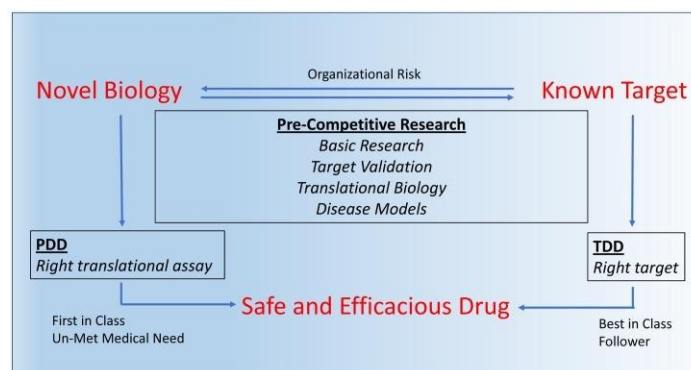 Organizational Risk
Novel Biology
Known Target
Pre-Competitive Research
Basic Research
Target Validation
Translational Biology
Disease Models
PDD
Right translational assay
TDD
Right target
Safe and Efficacious Drug
First in Class
Un-Met Medical Need
Best in Class
Follower